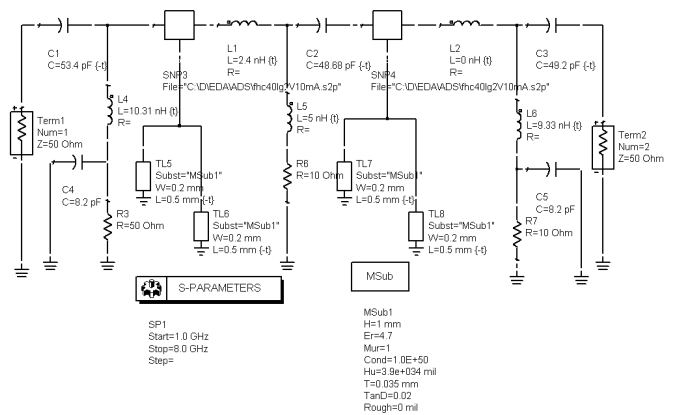 C1
C=53.4 pF {-t}
SNP3
File="C:\D\EDA\ADS\fhc40lg2V10mA.s2p"
L1
L=2.4 nH {t}
R=
C2
C=48.68 pF {-t}
SNP4
File="C:\D\EDA\ADS\fhc40lg2V10mA.s2p"
L2
L=0 nH {t}
R=
C3
C=49.2 pF {-t}
Term1
Num=1
Z=50 Ohm
L4
L=10.31 nH {t}
R=
L5
L=5 nH {t}
R=
L6
L=9.33 nH {t}
R=
Term2
Num=2
Z=50 Ohm
C4
C=8.2 pF
R3
R=50 Ohm
TL5
Subst="MSub1"
W=0.2 mm
L=0.5 mm {-t}
TL6
Subst="MSub1"
W=0.2 mm
L=0.5 mm {-t}
R6
R=10 Ohm
TL7
Subst="MSub1"
W=0.2 mm
L=0.5 mm {-t}
TL8
Subst="MSub1"
W=0.2 mm
L=0.5 mm {-t}
C5
C=8.2 pF
R7
R=10 Ohm
S-PARAMETERS
SP1
Start=1.0 GHz
Stop=8.0 GHz
Step=
MSub
MSub1
H=1 mm
Er=4.7
Mur=1
Cond=1.0E+50
Hu=3.9e+034 mil
T=0.035 mm
TanD=0.02
Rough=0 mil